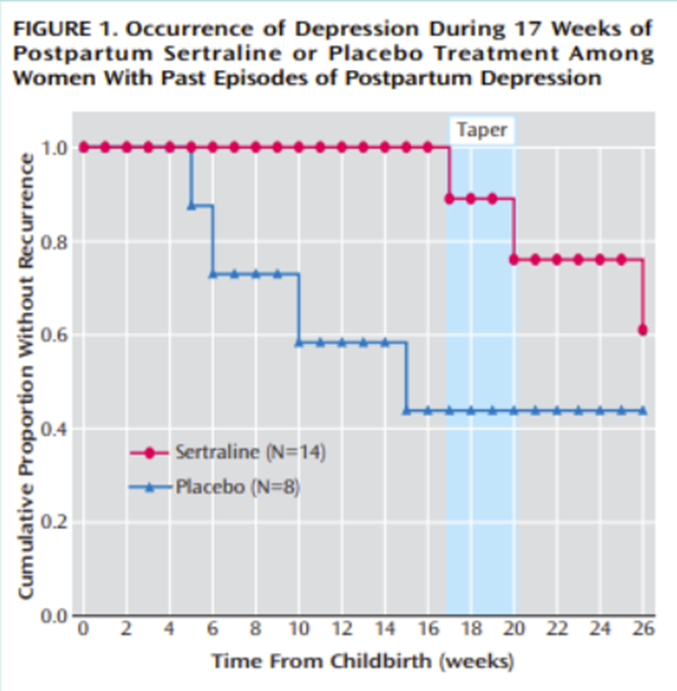 FIGURE 1. Occurrence of Depression During 17 Weeks of
Postpartum Sertraline or Placebo Treatment Among
Women With Past Episodes of Postpartum Depression
Taper
Cumulative Proportion Without Recurrence
1.0
0.8
0.6
0.4
0.2
0.0
Sertraline (N=14)
Placebo (N=8)
0 2 4 6 8 10 12 14 16 18 20 22 24 26
Time From Childbirth (weeks)